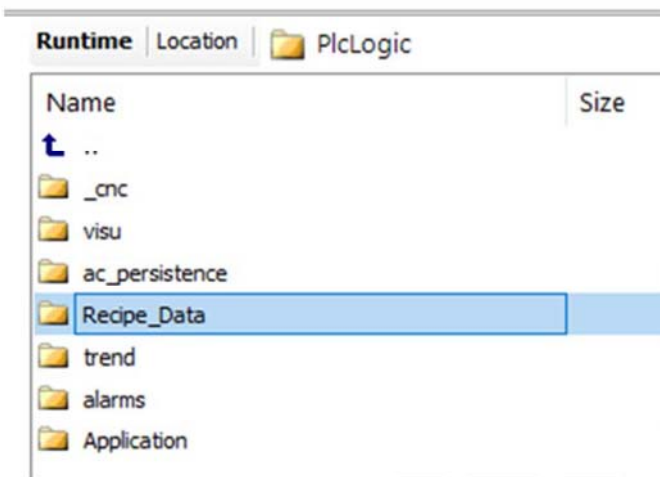 Runtime Location PlcLogic
Name Size
..
_cnc
visu
ac_persistence
Recipe_Data
trend
alarms
Application